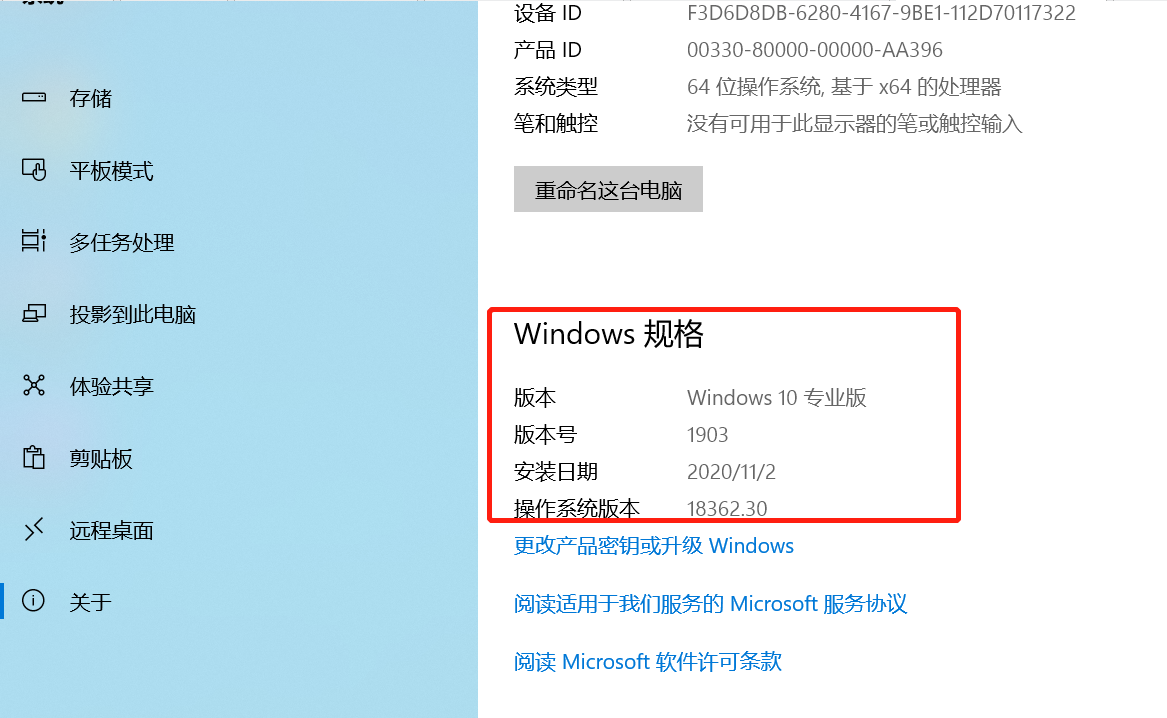 存储
平板模式
多任务处理
投影到此电脑
体验共享
剪贴板
远程桌面
关于
设备 ID F3D6D8DB-6280-4167-9BE1-112D70117322
产品 ID 00330-80000-00000-AA396
系统类型 64 位操作系统, 基于 x64 的处理器
笔和触控 没有可用于此显示器的笔或触控输入
重命名这台电脑
Windows 规格
版本 Windows 10 专业版
版本号 1903
安装日期 2020/11/2
操作系统版本 18362.30
更改产品密钥或升级 Windows
阅读适用于我们服务的 Microsoft 服务协议
阅读 Microsoft 软件许可条款